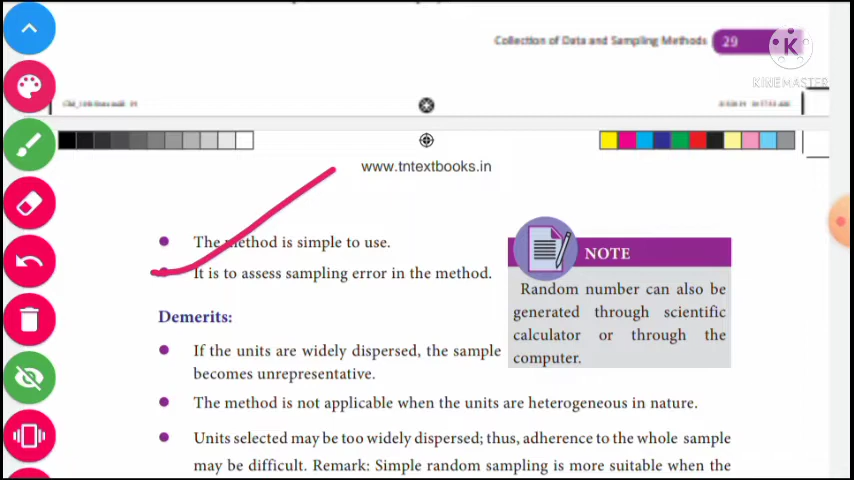 Collection of Data and Sampling Methods 29
KINEMASTER
www.tntextbooks.in
The method is simple to use.
It is to assess sampling error in the method.
NOTE
Random number can also be
generated through scientific
calculator or through the
computer.
Demerits:
If the units are widely dispersed, the sample
becomes unrepresentative.
The method is not applicable when the units are heterogeneous in nature.
Units selected may be too widely dispersed; thus, adherence to the whole sample
may be difficult. Remark: Simple random sampling is more suitable when the